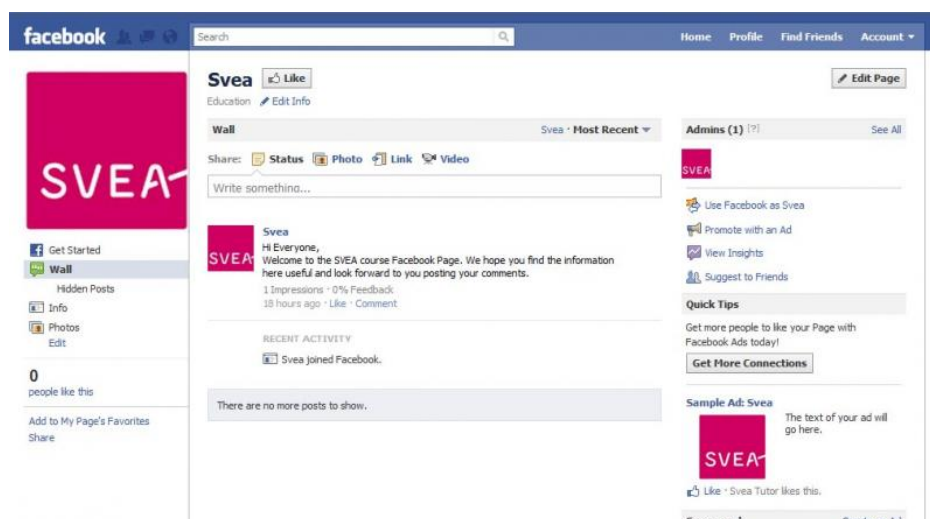 facebook
Search
Home Profile Find Friends Account
SVEA
Get Started
Wall
Hidden Posts
Info
Photos
Edit
0
people like this
Add to My Page's Favorites
Share
Svea Like
Education Edit Info
Wall Svea · Most Recent
Share: Status Photo Link Video
Write something...
SVEA
Svea
Hi Everyone,
Welcome to the SVEA course Facebook Page. We hope you find the information
here useful and look forward to you posting your comments.
1 Impressions · 0% Feedback
18 hours ago · Like · Comment
RECENT ACTIVITY
Svea joined Facebook.
There are no more posts to show.
Edit Page
Admins (1) [?] See All
SVEA
Use Facebook as Svea
Promote with an Ad
View Insights
Suggest to Friends
Quick Tips
Get more people to like your Page with
Facebook Ads today!
Get More Connections
Sample Ad: Svea
SVEA
The text of your ad will
go here.
Like · Svea Tutor likes this.